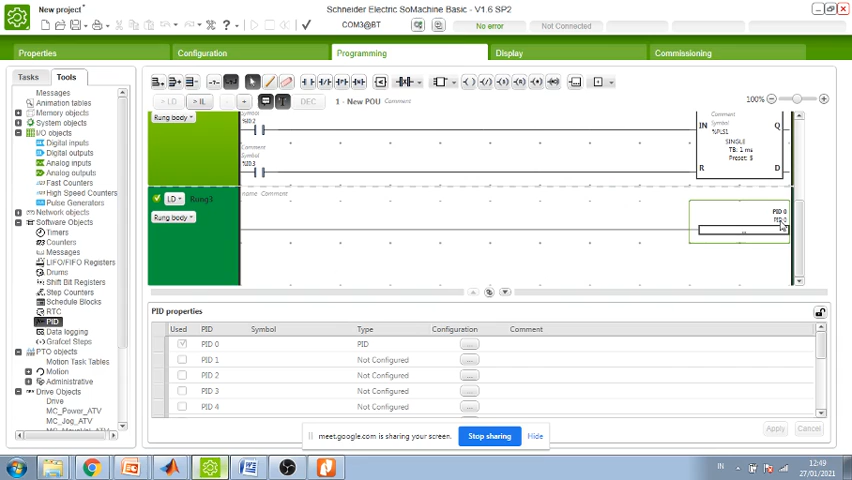 New project*
Schneider Electric SoMachine Basic - V1.6 SP2
COM3@BT
No error
Not Connected
Properties
Configuration
Programming
Display
Commissioning
Tasks
Tools
Messages
Animation tables
Memory objects
System objects
I/O objects
Digital inputs
Digital outputs
Analog inputs
Analog outputs
Fast Counters
High Speed Counters
Pulse Generators
Network objects
Software Objects
Timers
Counters
Messages
LIFO/FIFO Registers
Drums
Shift Bit Registers
Step Counters
Schedule Blocks
RTC
PID
Data logging
Grafcet Steps
PTO objects
Motion Task Tables
Motion
Administrative
Drive Objects
Drive
MC_Power_ATV
MC_Jog_ATV
> LD
> IL
DEC
1 - New POU
Comment
100%
Rung body
Symbol
%I0.2
Comment
Symbol
%I0.3
Comment
Symbol
%PLS1
IN
Q
SINGLE
TB: 1 ms
Preset: 5
R
D
LD
Rung3
name
Comment
Rung body
PID 0
PID 0
PID properties
Used
PID
Symbol
Type
Configuration
Comment
PID 0
PID
...
PID 1
Not Configured
...
PID 2
Not Configured
...
PID 3
Not Configured
...
PID 4
Not Configured
...
meet.google.com is sharing your screen.
Stop sharing
Hide
Apply
Cancel
IN
12:49
27/01/2021